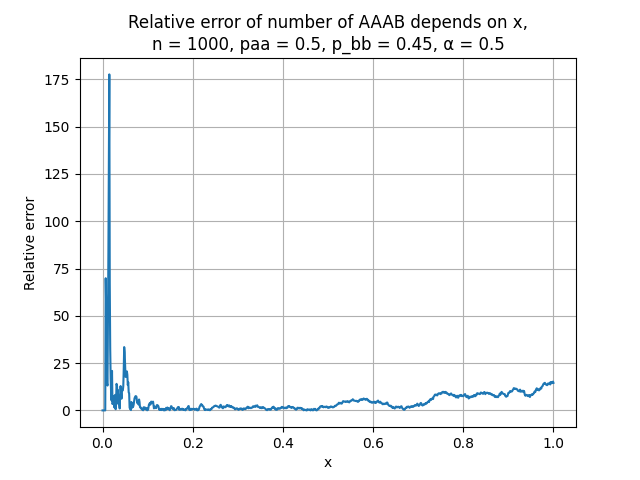 Relative error of number of AAAB depends on x,
n = 1000, paa = 0.5, p_bb = 0.45, α = 0.5
175
150
125
100
75
50
25
0
Relative error
0.0 0.2 0.4 0.6 0.8 1.0
x